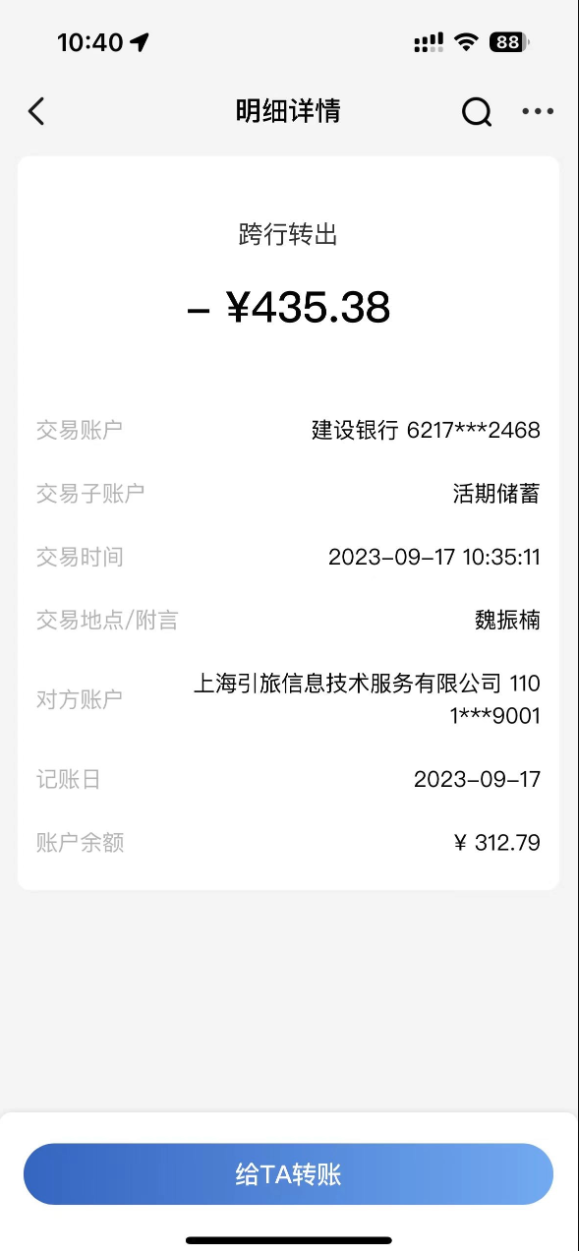 10:40
88
明细详情
跨行转出
– ¥435.38
交易账户 建设银行 6217***2468
交易子账户 活期储蓄
交易时间 2023–09–17 10:35:11
交易地点/附言 魏振楠
对方账户 上海引旅信息技术服务有限公司 110
1***9001
记账日 2023–09–17
账户余额 ¥ 312.79
给TA转账